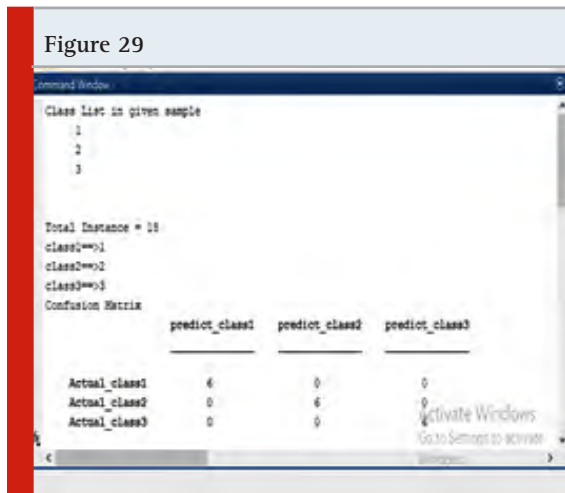 Figure 29
Command Window
Class List in given sample
1
2
3
Total Instance = 18
class1==>1
class2==>2
class3==>3
Confusion Matrix
predict_class1 predict_class2 predict_class3
Actual_class1 6 0 0
Actual_class2 0 6 0
Actual_class3 0 0
Activate Windows
Go to Settings to activate